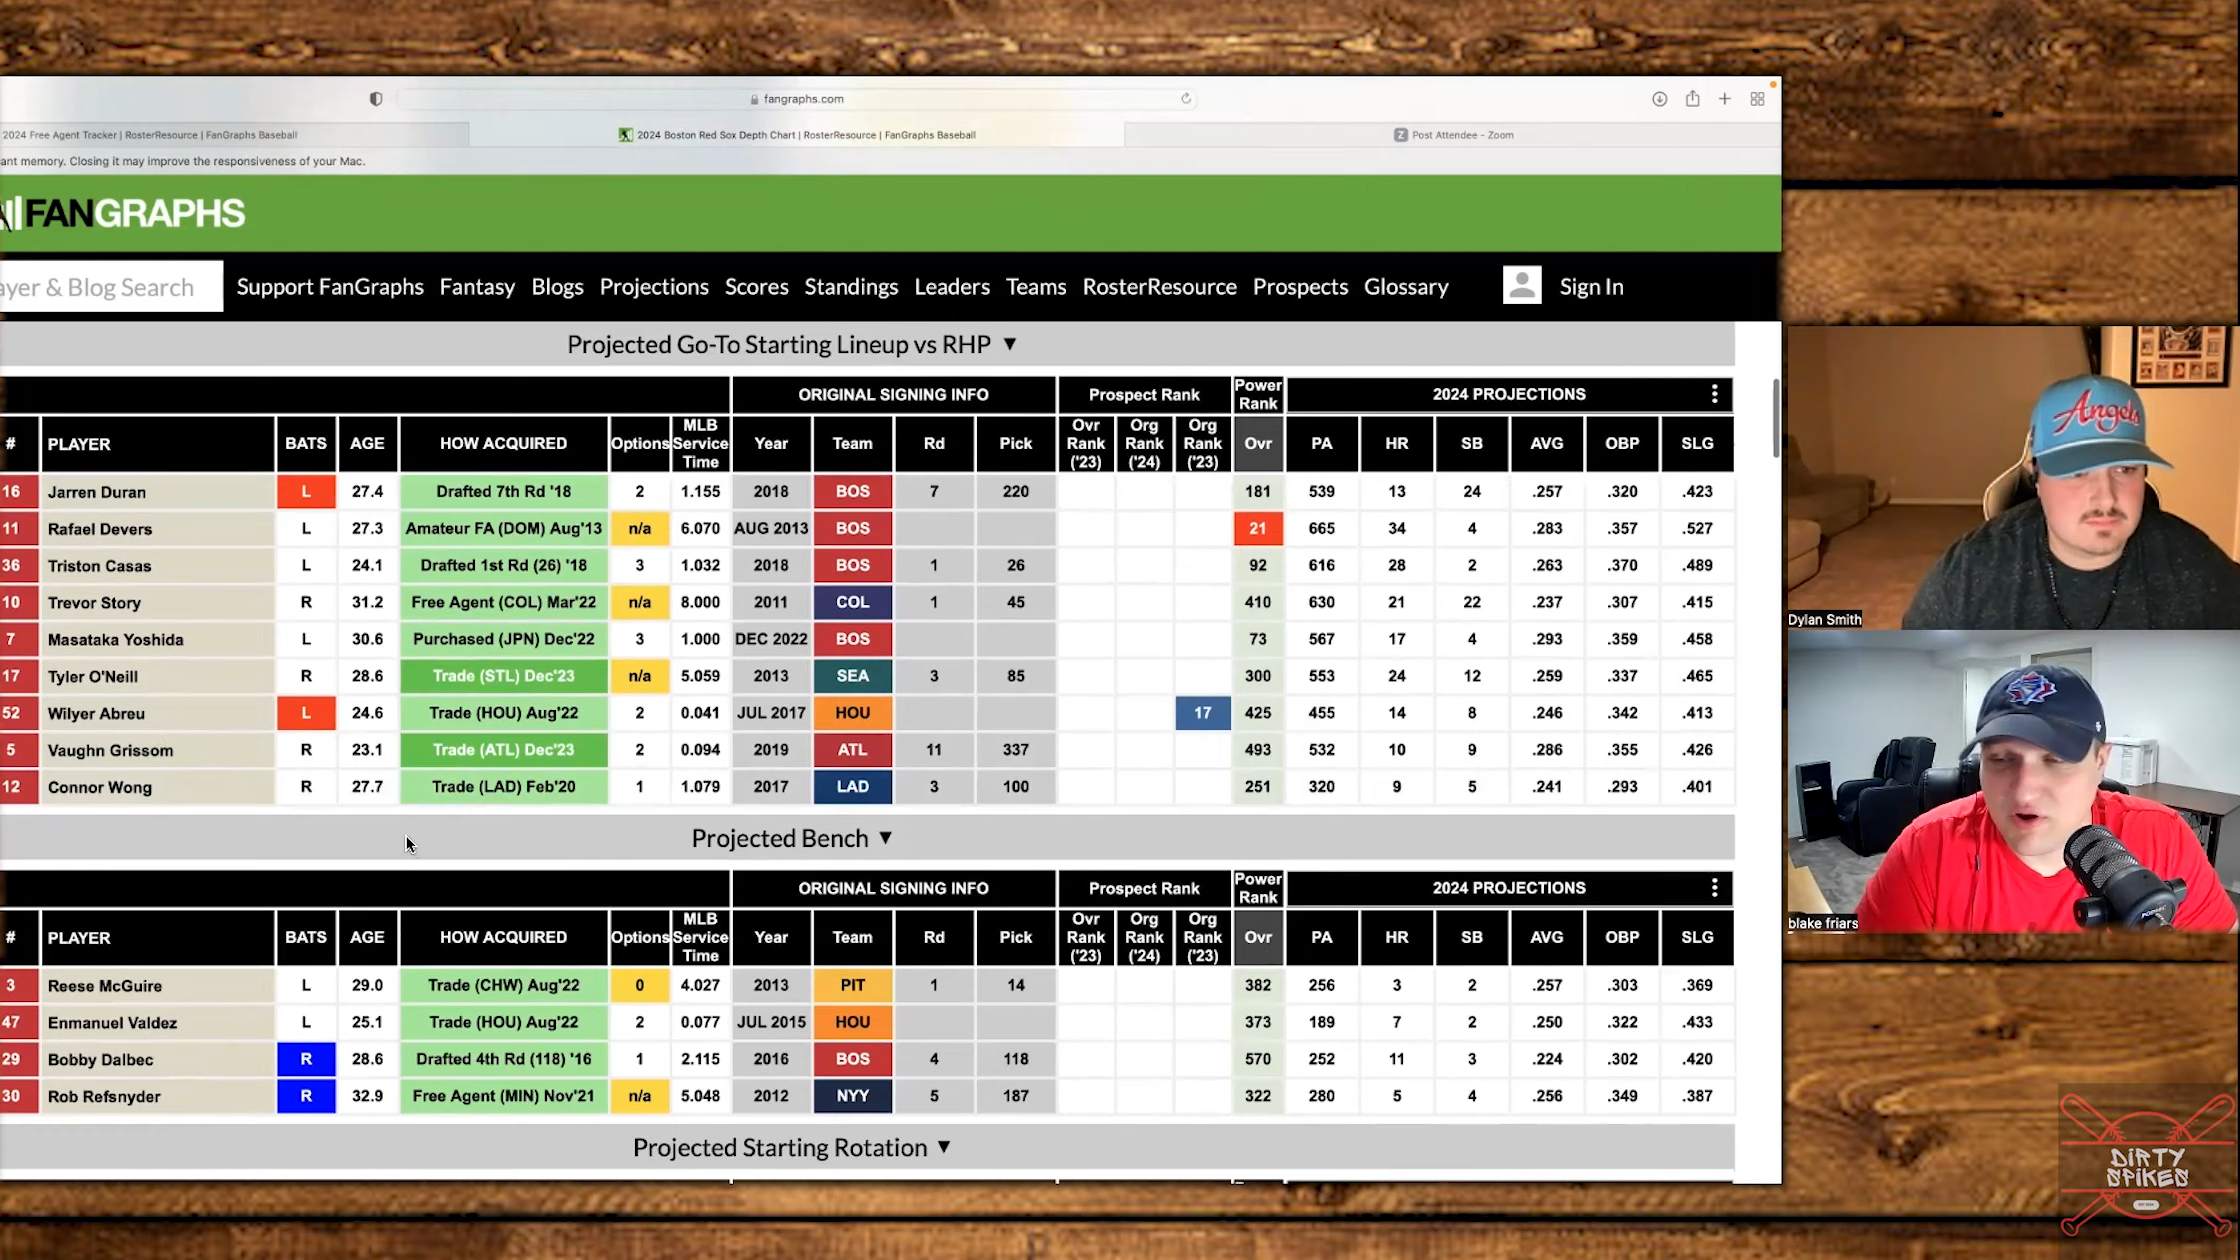 fangraphs.com
2024 Free Agent Tracker | RosterResource | FanGraphs Baseball
2024 Boston Red Sox Depth Chart | RosterResource | FanGraphs Baseball
Z Post Attendee - Zoom
ant memory. Closing it may improve the responsiveness of your Mac.
FANGRAPHS
ayer & Blog Search Support FanGraphs Fantasy Blogs Projections Scores Standings Leaders Teams RosterResource Prospects Glossary Sign In
Projected Go-To Starting Lineup vs RHP ▼
ORIGINAL SIGNING INFO Prospect Rank Power Rank 2024 PROJECTIONS
# PLAYER BATS AGE HOW ACQUIRED Options MLB Service Time Year Team Rd Pick Ovr Rank ('23) Org Rank ('24) Org Rank ('23) Ovr PA HR SB AVG OBP SLG
16 Jarren Duran L 27.4 Drafted 7th Rd '18 2 1.155 2018 BOS 7 220 181 539 13 24 .257 .320 .423
11 Rafael Devers L 27.3 Amateur FA (DOM) Aug'13 n/a 6.070 AUG 2013 BOS 21 665 34 4 .283 .357 .527
36 Triston Casas L 24.1 Drafted 1st Rd (26) '18 3 1.032 2018 BOS 1 26 92 616 28 2 .263 .370 .489
10 Trevor Story R 31.2 Free Agent (COL) Mar'22 n/a 8.000 2011 COL 1 45 410 630 21 22 .237 .307 .415
7 Masataka Yoshida L 30.6 Purchased (JPN) Dec'22 3 1.000 DEC 2022 BOS 73 567 17 4 .293 .359 .458
17 Tyler O'Neill R 28.6 Trade (STL) Dec'23 n/a 5.059 2013 SEA 3 85 300 553 24 12 .259 .337 .465
52 Wilyer Abreu L 24.6 Trade (HOU) Aug'22 2 0.041 JUL 2017 HOU 17 425 455 14 8 .246 .342 .413
5 Vaughn Grissom R 23.1 Trade (ATL) Dec'23 2 0.094 2019 ATL 11 337 493 532 10 9 .286 .355 .426
12 Connor Wong R 27.7 Trade (LAD) Feb'20 1 1.079 2017 LAD 3 100 251 320 9 5 .241 .293 .401
Projected Bench ▼
ORIGINAL SIGNING INFO Prospect Rank Power Rank 2024 PROJECTIONS
# PLAYER BATS AGE HOW ACQUIRED Options MLB Service Time Year Team Rd Pick Ovr Rank ('23) Org Rank ('24) Org Rank ('23) Ovr PA HR SB AVG OBP SLG
3 Reese McGuire L 29.0 Trade (CHW) Aug'22 0 4.027 2013 PIT 1 14 382 256 3 2 .257 .303 .369
47 Enmanuel Valdez L 25.1 Trade (HOU) Aug'22 2 0.077 JUL 2015 HOU 373 189 7 2 .250 .322 .433
29 Bobby Dalbec R 28.6 Drafted 4th Rd (118) '16 1 2.115 2016 BOS 4 118 570 252 11 3 .224 .302 .420
30 Rob Refsnyder R 32.9 Free Agent (MIN) Nov'21 n/a 5.048 2012 NYY 5 187 322 280 5 4 .256 .349 .387
Projected Starting Rotation ▼
Angels
Dylan Smith
blake friars
DIRTY
SPIKES